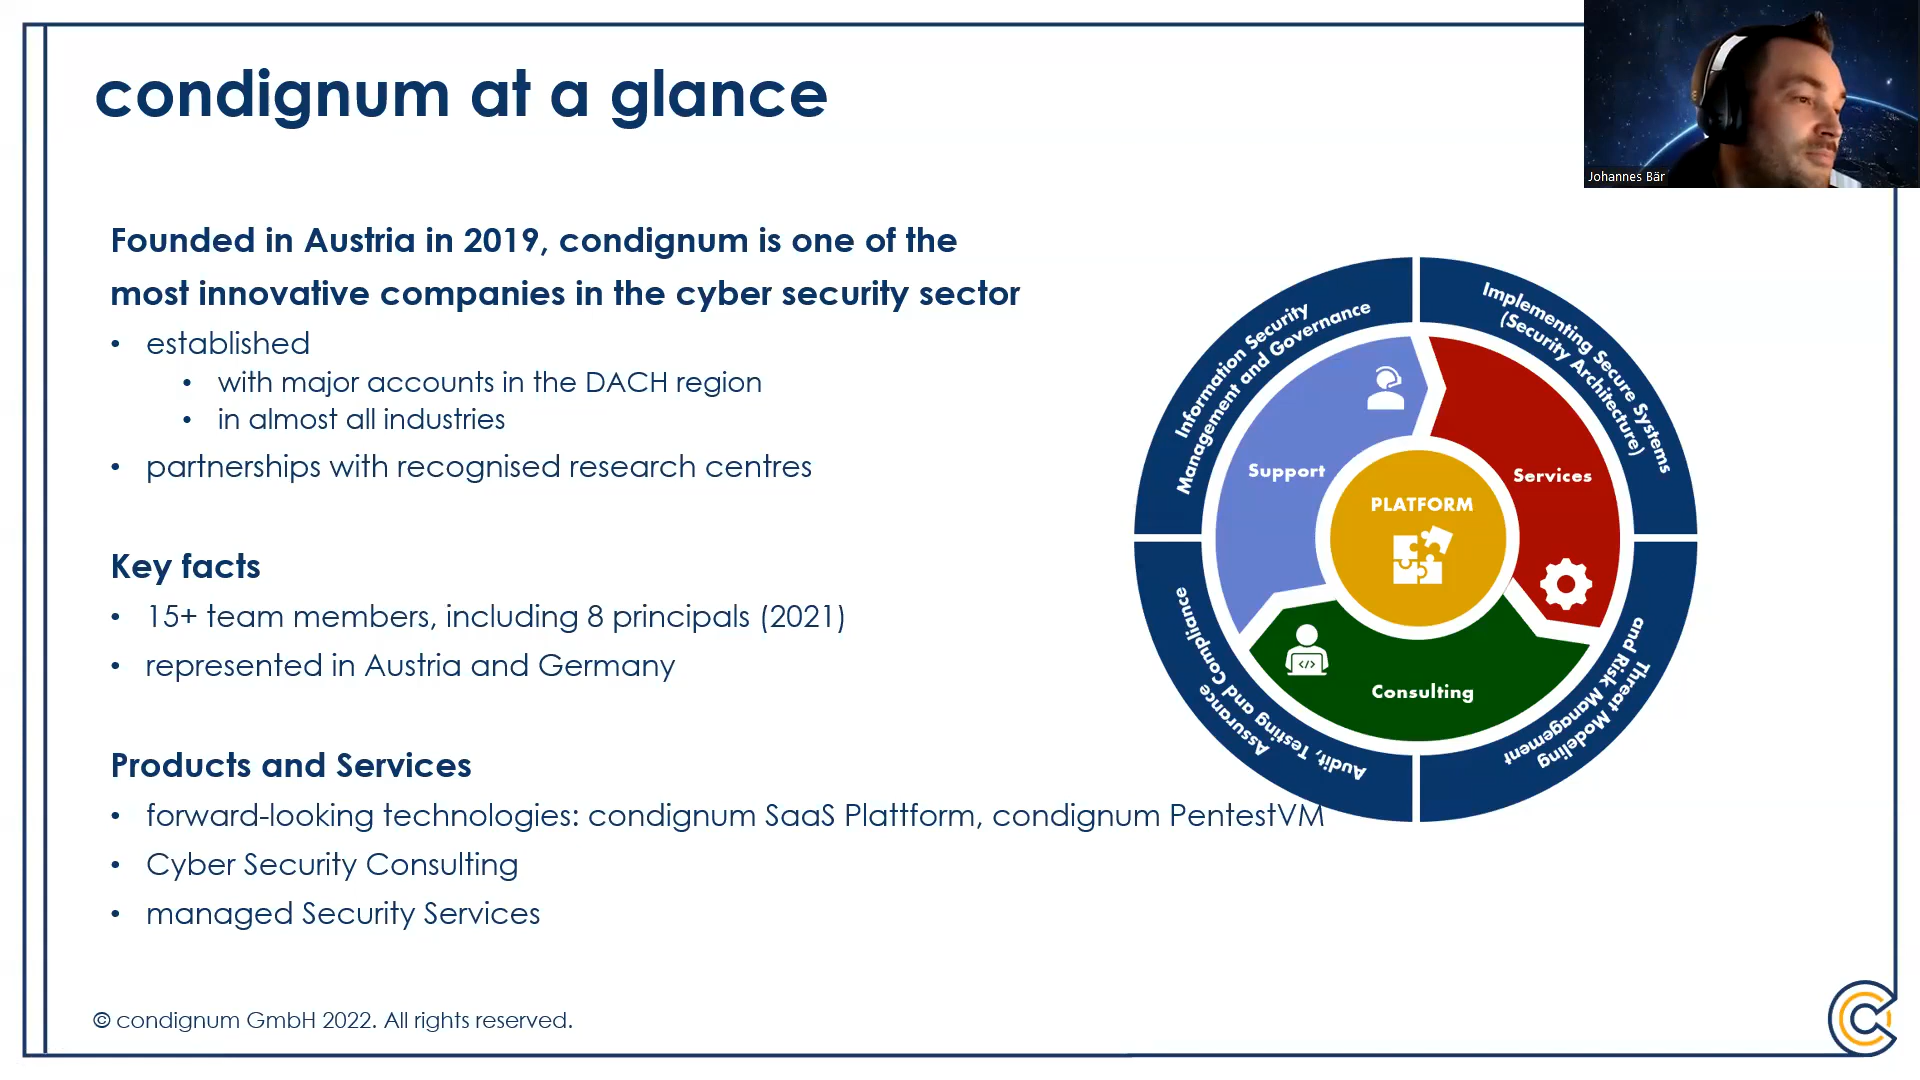 condignum at a glance
Johannes Bär
Founded in Austria in 2019, condignum is one of the
most innovative companies in the cyber security sector
• established
• with major accounts in the DACH region
• in almost all industries
• partnerships with recognised research centres
Key facts
• 15+ team members, including 8 principals (2021)
• represented in Austria and Germany
Products and Services
• forward-looking technologies: condignum SaaS Plattform, condignum PentestVM
• Cyber Security Consulting
• managed Security Services
Information Security
Management and Governance
Implementing Secure Systems
(Security Architecture)
Support
Services
PLATFORM
</>
Consulting
Threat Modeling
and Risk Management
Audit, Testing and Compliance
Assurance
© condignum GmbH 2022. All rights reserved.